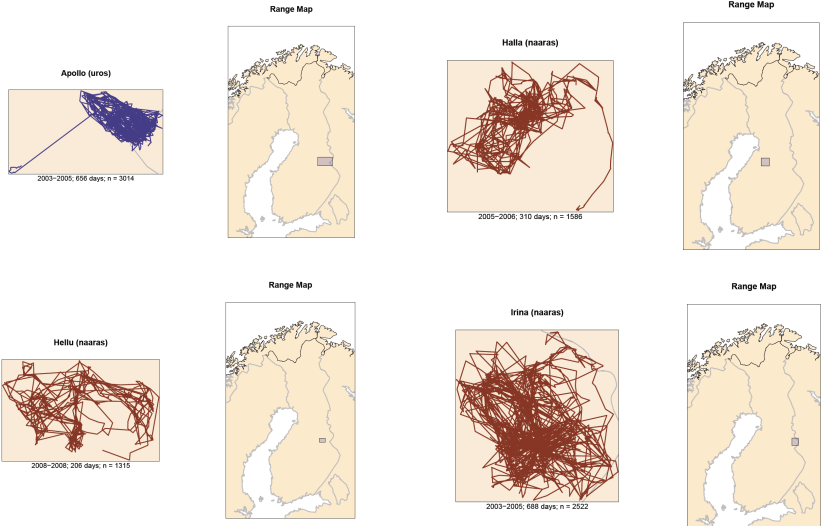 Range Map
Apollo (uros)
2003−2005; 656 days; n = 3014
Range Map
Halla (naaras)
2005−2006; 310 days; n = 1586
Range Map
Hellu (naaras)
2008−2008; 206 days; n = 1315
Range Map
Irina (naaras)
2003−2005; 688 days; n = 2522